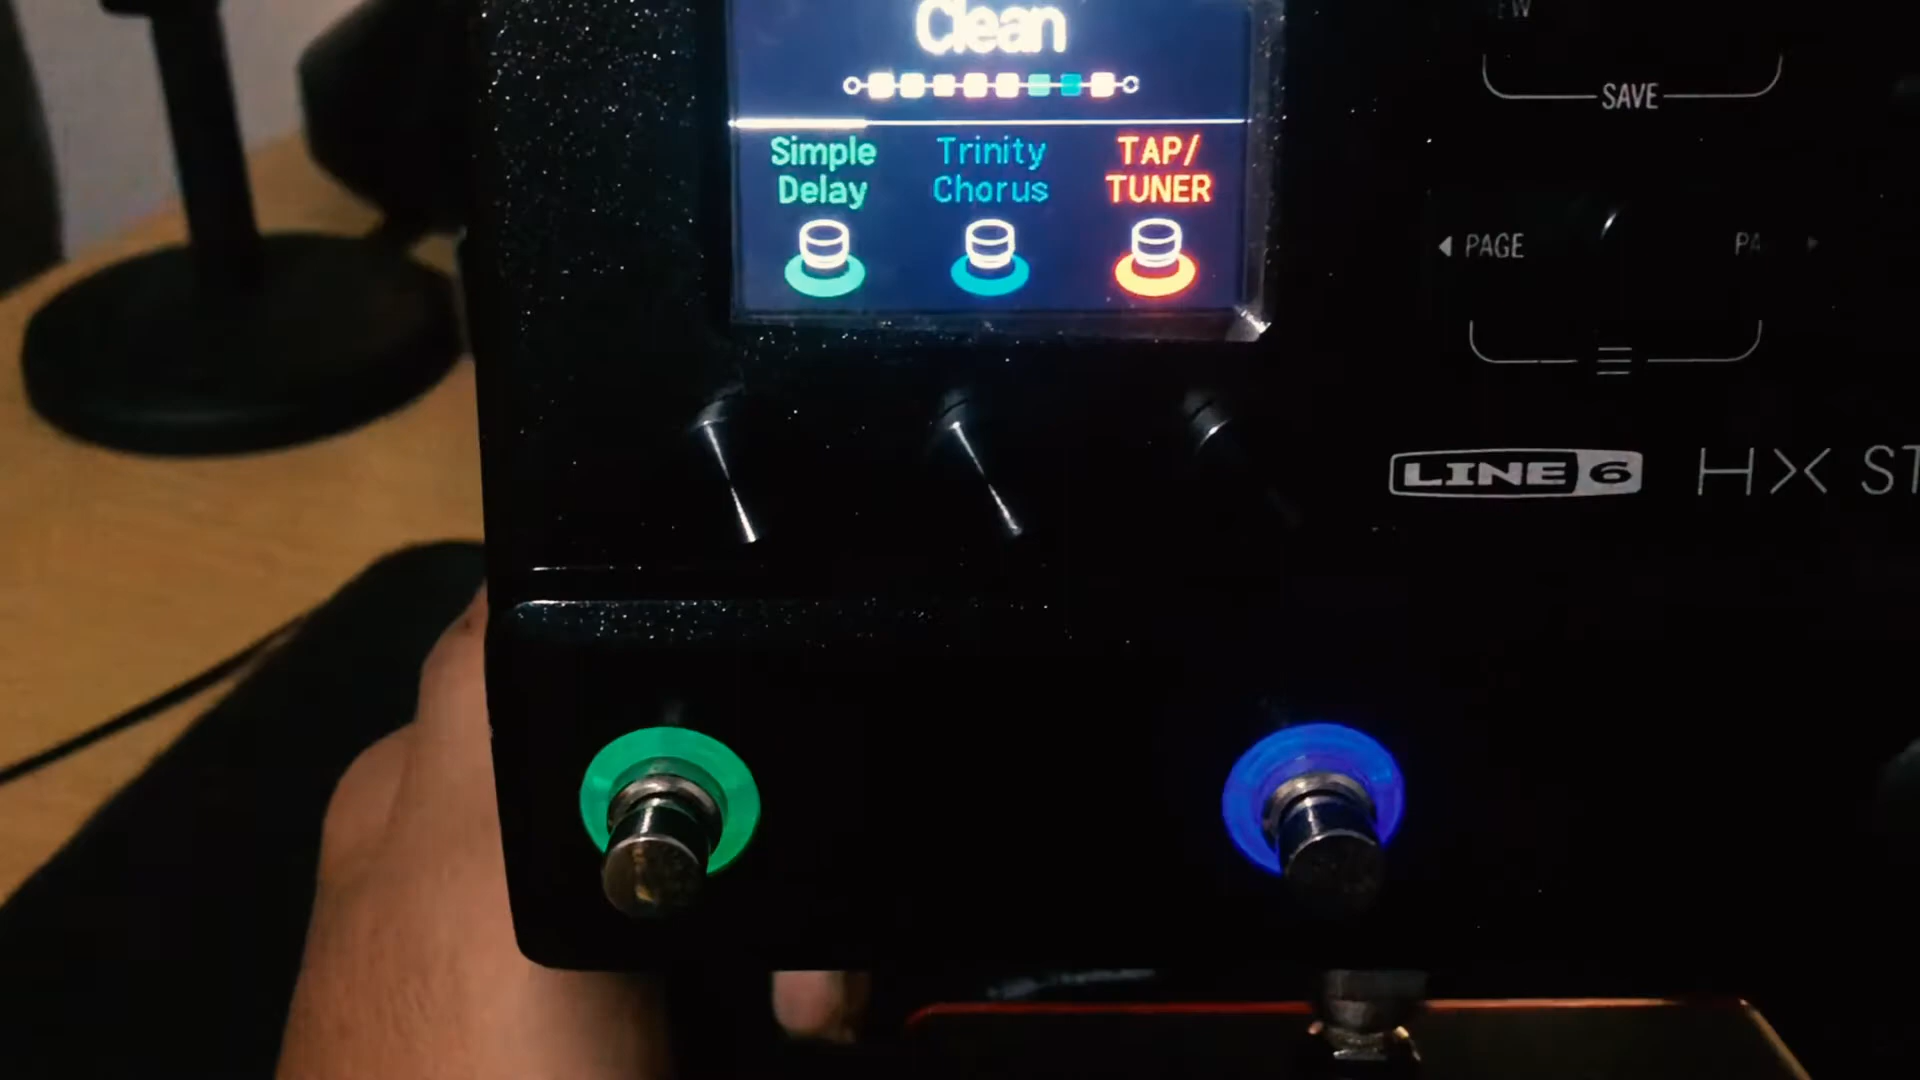 Clean
SAVE
Simple
Delay
Trinity
Chorus
TAP/
TUNER
PAGE
LINE 6 HX